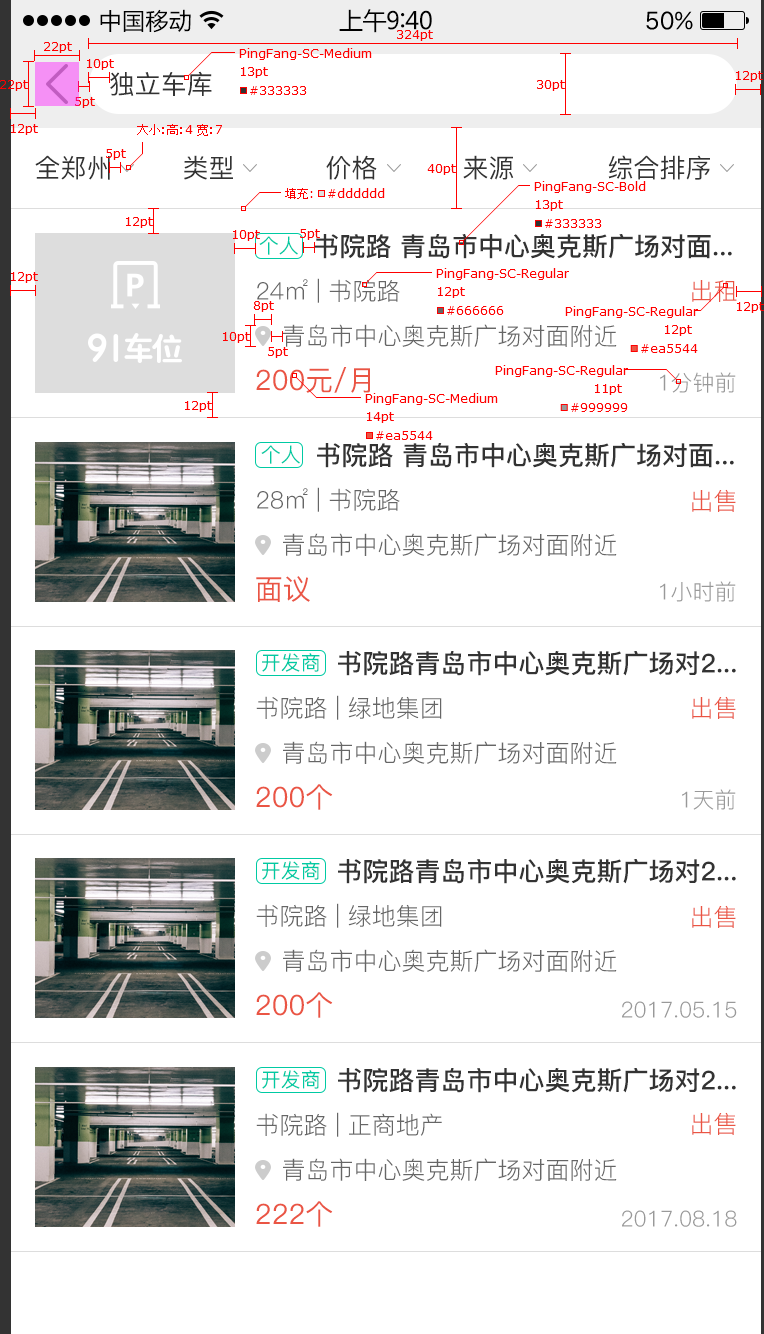 中国移动 上午9:40 50%
324pt
22pt
PingFang-SC-Medium
10pt
独立车库
13pt
22pt
30pt
12pt
#333333
5pt
12pt
大小:高:4 宽:7
5pt
全郑州 类型 价格 来源 综合排序
40pt
填充: #dddddd
PingFang-SC-Bold
13pt
#333333
12pt
10pt
5pt
个人 书院路 青岛市中心奥克斯广场对面...
12pt
PingFang-SC-Regular
12pt
24㎡ | 书院路 出租
12pt
#666666
PingFang-SC-Regular
12pt
#ea5544
8pt
10pt
青岛市中心奥克斯广场对面附近
5pt
P
91车位
PingFang-SC-Regular
11pt
#999999
200元/月 1分钟前
PingFang-SC-Medium
14pt
#ea5544
12pt
个人 书院路 青岛市中心奥克斯广场对面...
28㎡ | 书院路 出售
青岛市中心奥克斯广场对面附近
面议 1小时前
开发商 书院路青岛市中心奥克斯广场对2...
书院路 | 绿地集团 出售
青岛市中心奥克斯广场对面附近
200个 1天前
开发商 书院路青岛市中心奥克斯广场对2...
书院路 | 绿地集团 出售
青岛市中心奥克斯广场对面附近
200个 2017.05.15
开发商 书院路青岛市中心奥克斯广场对2...
书院路 | 正商地产 出售
青岛市中心奥克斯广场对面附近
222个 2017.08.18